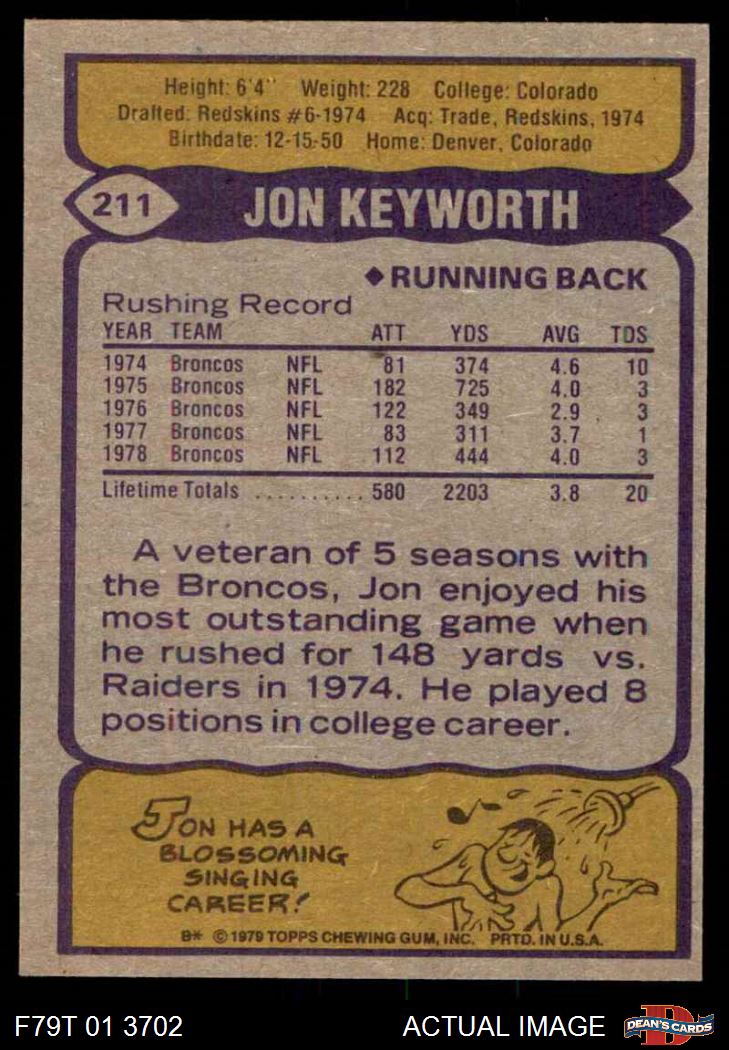 Height: 6'4" Weight: 228 College: Colorado
Drafted: Redskins #6-1974 Acq: Trade, Redskins, 1974
Birthdate: 12-15-50 Home: Denver, Colorado
211 JON KEYWORTH
◆RUNNING BACK
Rushing Record
YEAR TEAM ATT YDS AVG TDS
1974 Broncos NFL 81 374 4.6 10
1975 Broncos NFL 182 725 4.0 3
1976 Broncos NFL 122 349 2.9 3
1977 Broncos NFL 83 311 3.7 1
1978 Broncos NFL 112 444 4.0 3
Lifetime Totals .......... 580 2203 3.8 20
A veteran of 5 seasons with
the Broncos, Jon enjoyed his
most outstanding game when
he rushed for 148 yards vs.
Raiders in 1974. He played 8
positions in college career.
JON HAS A
BLOSSOMING
SINGING
CAREER!
B* © 1979 TOPPS CHEWING GUM, INC. PRTD. IN U.S.A.
F79T 01 3702 ACTUAL IMAGE D DEAN'S CARDS